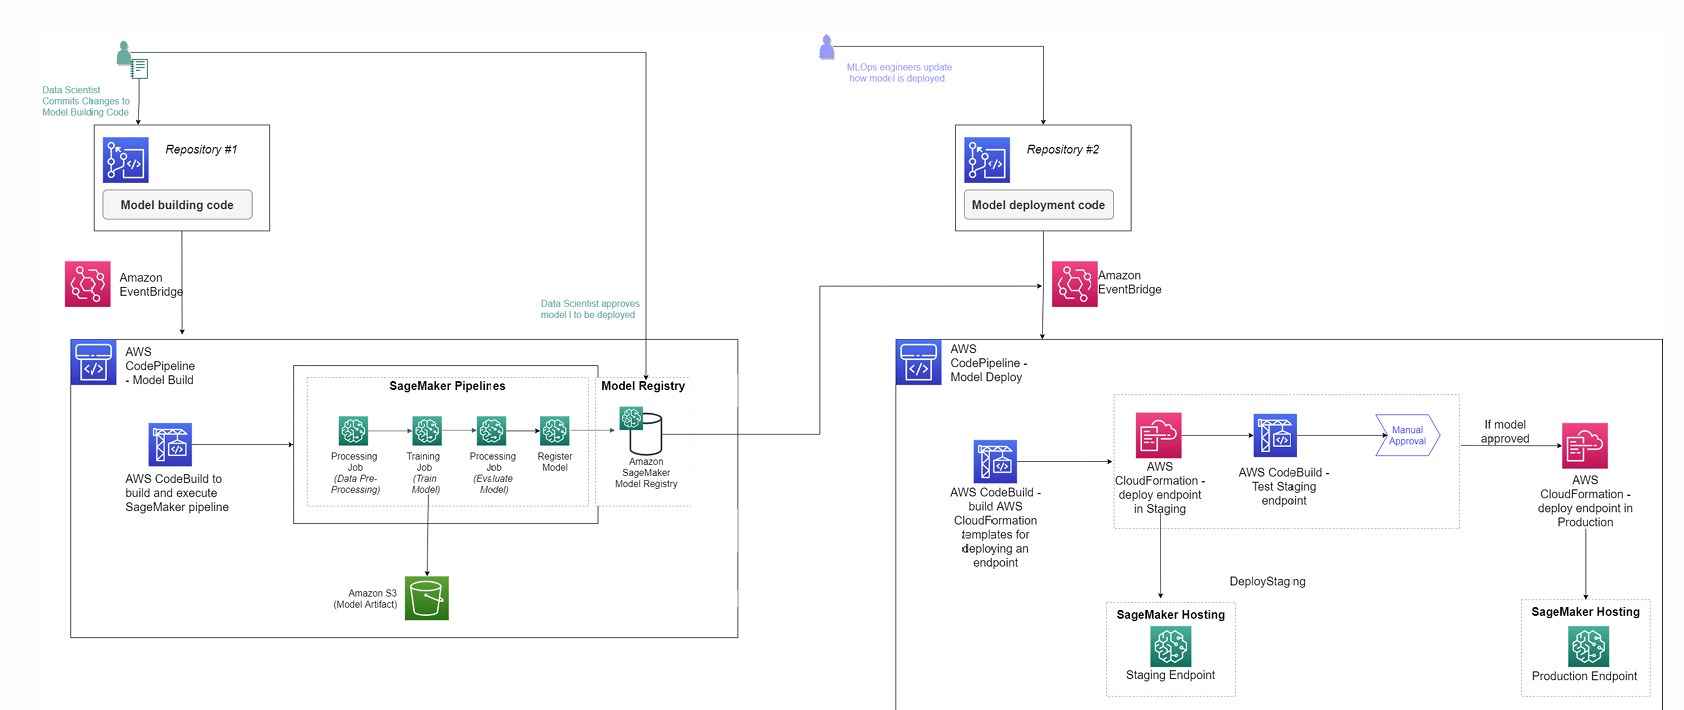 Data Scientist
Commits Changes to
Model Building Code
MLOps engineers update
how model is deployed
Repository #1
Model building code
Repository #2
Model deployment code
Amazon
EventBridge
Data Scientist approves
model I to be deployed
Amazon
EventBridge
AWS
CodePipeline
- Model Build
SageMaker Pipelines
Model Registry
Processing
Job
(Data Pre-
Processing)
Training
Job
(Train
Model)
Processing
Job
(Evaluate
Model)
Register
Model
Amazon
SageMaker
Model Registry
AWS CodeBuild to
build and execute
SageMaker pipeline
Amazon S3
(Model Artifact)
AWS
CodePipeline -
Model Deploy
AWS CodeBuild -
build AWS
CloudFormation
templates for
deploying an
endpoint
AWS
CloudFormation -
deploy endpoint
in Staging
AWS CodeBuild -
Test Staging
endpoint
Manual
Approval
If model
approved
AWS
CloudFormation -
deploy endpoint in
Production
DeployStaging
SageMaker Hosting
Staging Endpoint
SageMaker Hosting
Production Endpoint